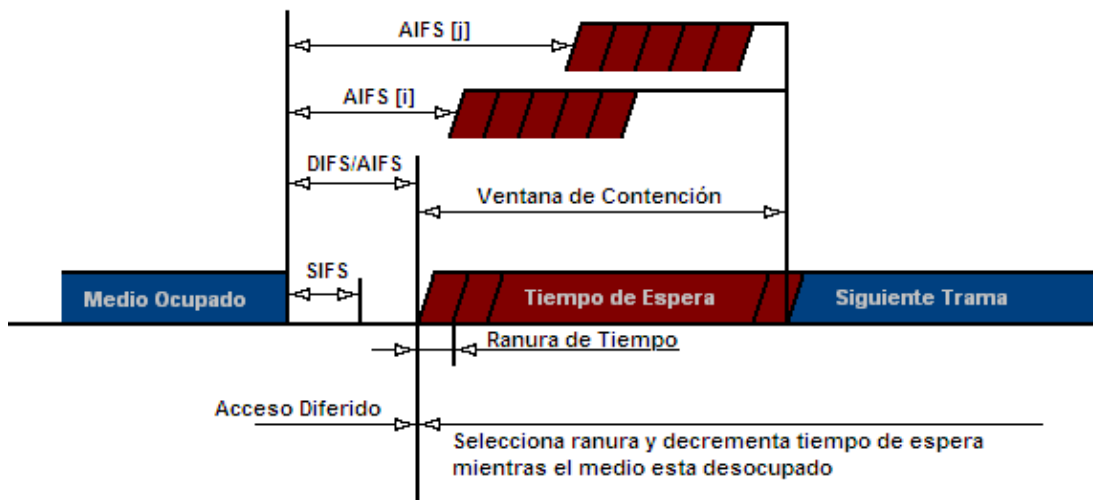 AIFS [j]
AIFS [i]
DIFS/AIFS
Ventana de Contención
SIFS
Medio Ocupado
Tiempo de Espera
Siguiente Trama
Ranura de Tiempo
Acceso Diferido
Selecciona ranura y decrementa tiempo de espera
mientras el medio esta desocupado